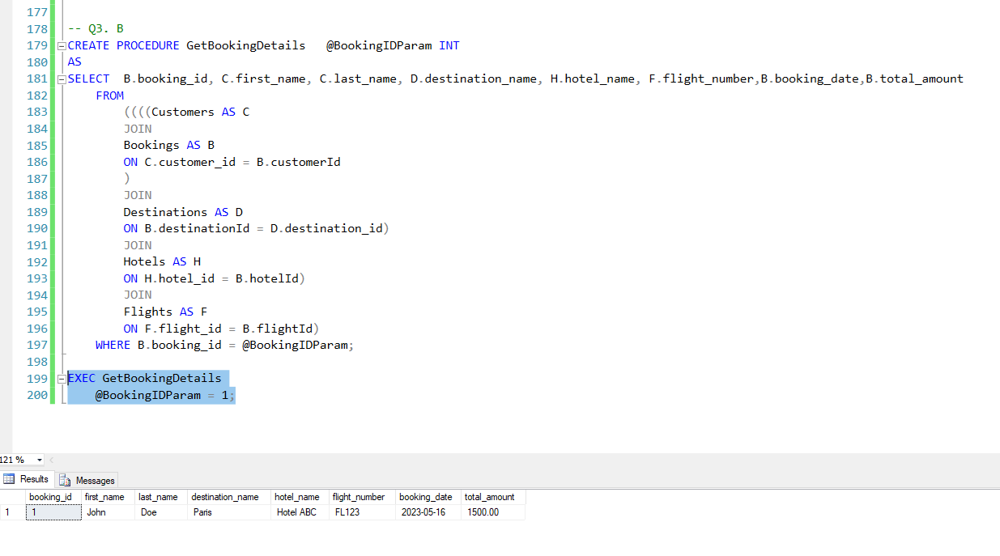 177
178 -- Q3. B
179 CREATE PROCEDURE GetBookingDetails   @BookingIDParam INT
180 AS
181 SELECT  B.booking_id, C.first_name, C.last_name, D.destination_name, H.hotel_name, F.flight_number,B.booking_date,B.total_amount
182     FROM
183         ((((Customers AS C
184         JOIN
185         Bookings AS B
186         ON C.customer_id = B.customerId
187         )
188         JOIN
189         Destinations AS D
190         ON B.destinationId = D.destination_id)
191         JOIN
192         Hotels AS H
193         ON H.hotel_id = B.hotelId)
194         JOIN
195         Flights AS F
196         ON F.flight_id = B.flightId)
197     WHERE B.booking_id = @BookingIDParam;
198
199 EXEC GetBookingDetails
200     @BookingIDParam = 1;
121 %
Results Messages
booking_id first_name last_name destination_name hotel_name flight_number booking_date total_amount
1 1 John Doe Paris Hotel ABC FL123 2023-05-16 1500.00